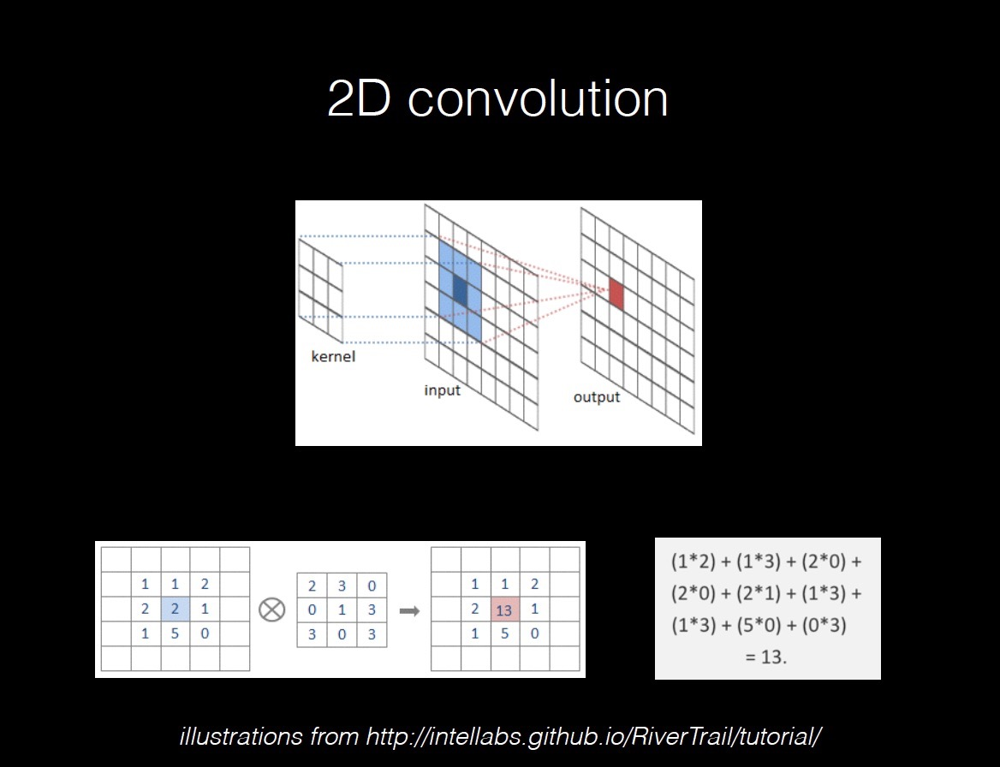 2D convolution
kernel
input
output
1 1 2
2 2 1
1 5 0
2 3 0
0 1 3
3 0 3
1 1 2
2 13 1
1 5 0
(1*2) + (1*3) + (2*0) +
(2*0) + (2*1) + (1*3) +
(1*3) + (5*0) + (0*3)
= 13.
illustrations from http://intellabs.github.io/RiverTrail/tutorial/